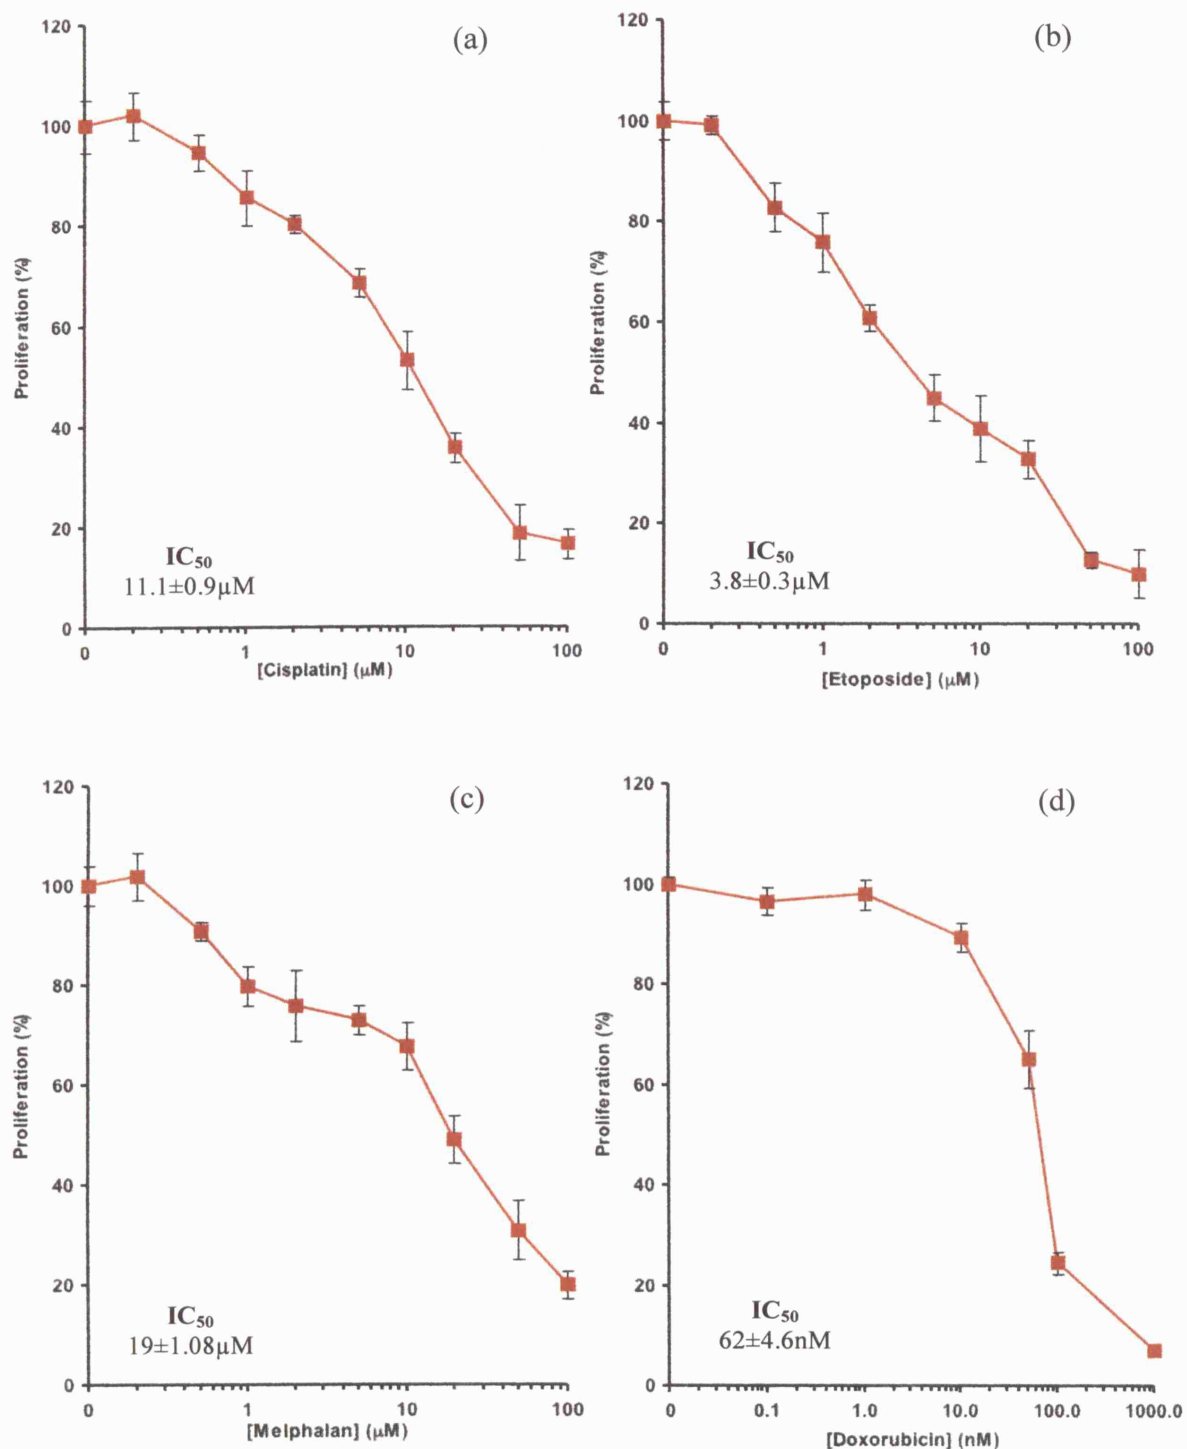 (a)
120
100
80
60
40
20
0
Proliferation (%)
IC₅₀
11.1±0.9µM
0 1 10 100
[Cisplatin] (µM)
(b)
120
100
80
60
40
20
0
Proliferation (%)
IC₅₀
3.8±0.3µM
0 1 10 100
[Etoposide] (µM)
(c)
120
100
80
60
40
20
0
Proliferation (%)
IC₅₀
19±1.08µM
0 1 10 100
[Melphalan] (µM)
(d)
120
100
80
60
40
20
0
Proliferation (%)
IC₅₀
62±4.6nM
0 0.1 1.0 10.0 100.0 1000.0
[Doxorubicin] (nM)